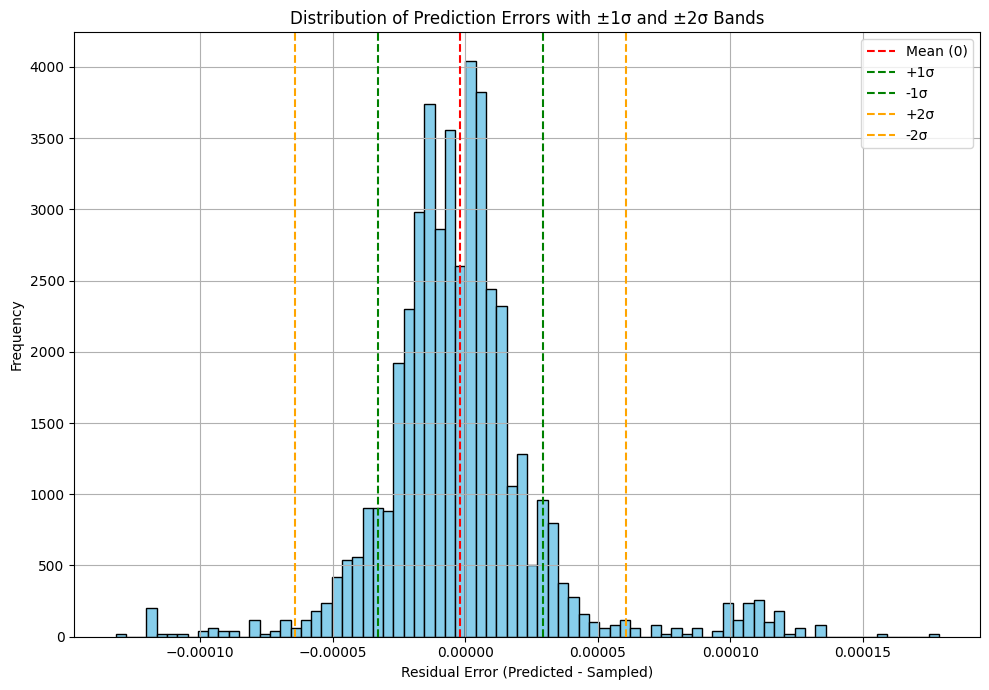 Distribution of Prediction Errors with ±1σ and ±2σ Bands
Mean (0)
+1σ
-1σ
+2σ
-2σ
4000
3500
3000
2500
2000
1500
1000
500
0
Frequency
−0.00010
−0.00005
0.00000
0.00005
0.00010
0.00015
Residual Error (Predicted - Sampled)